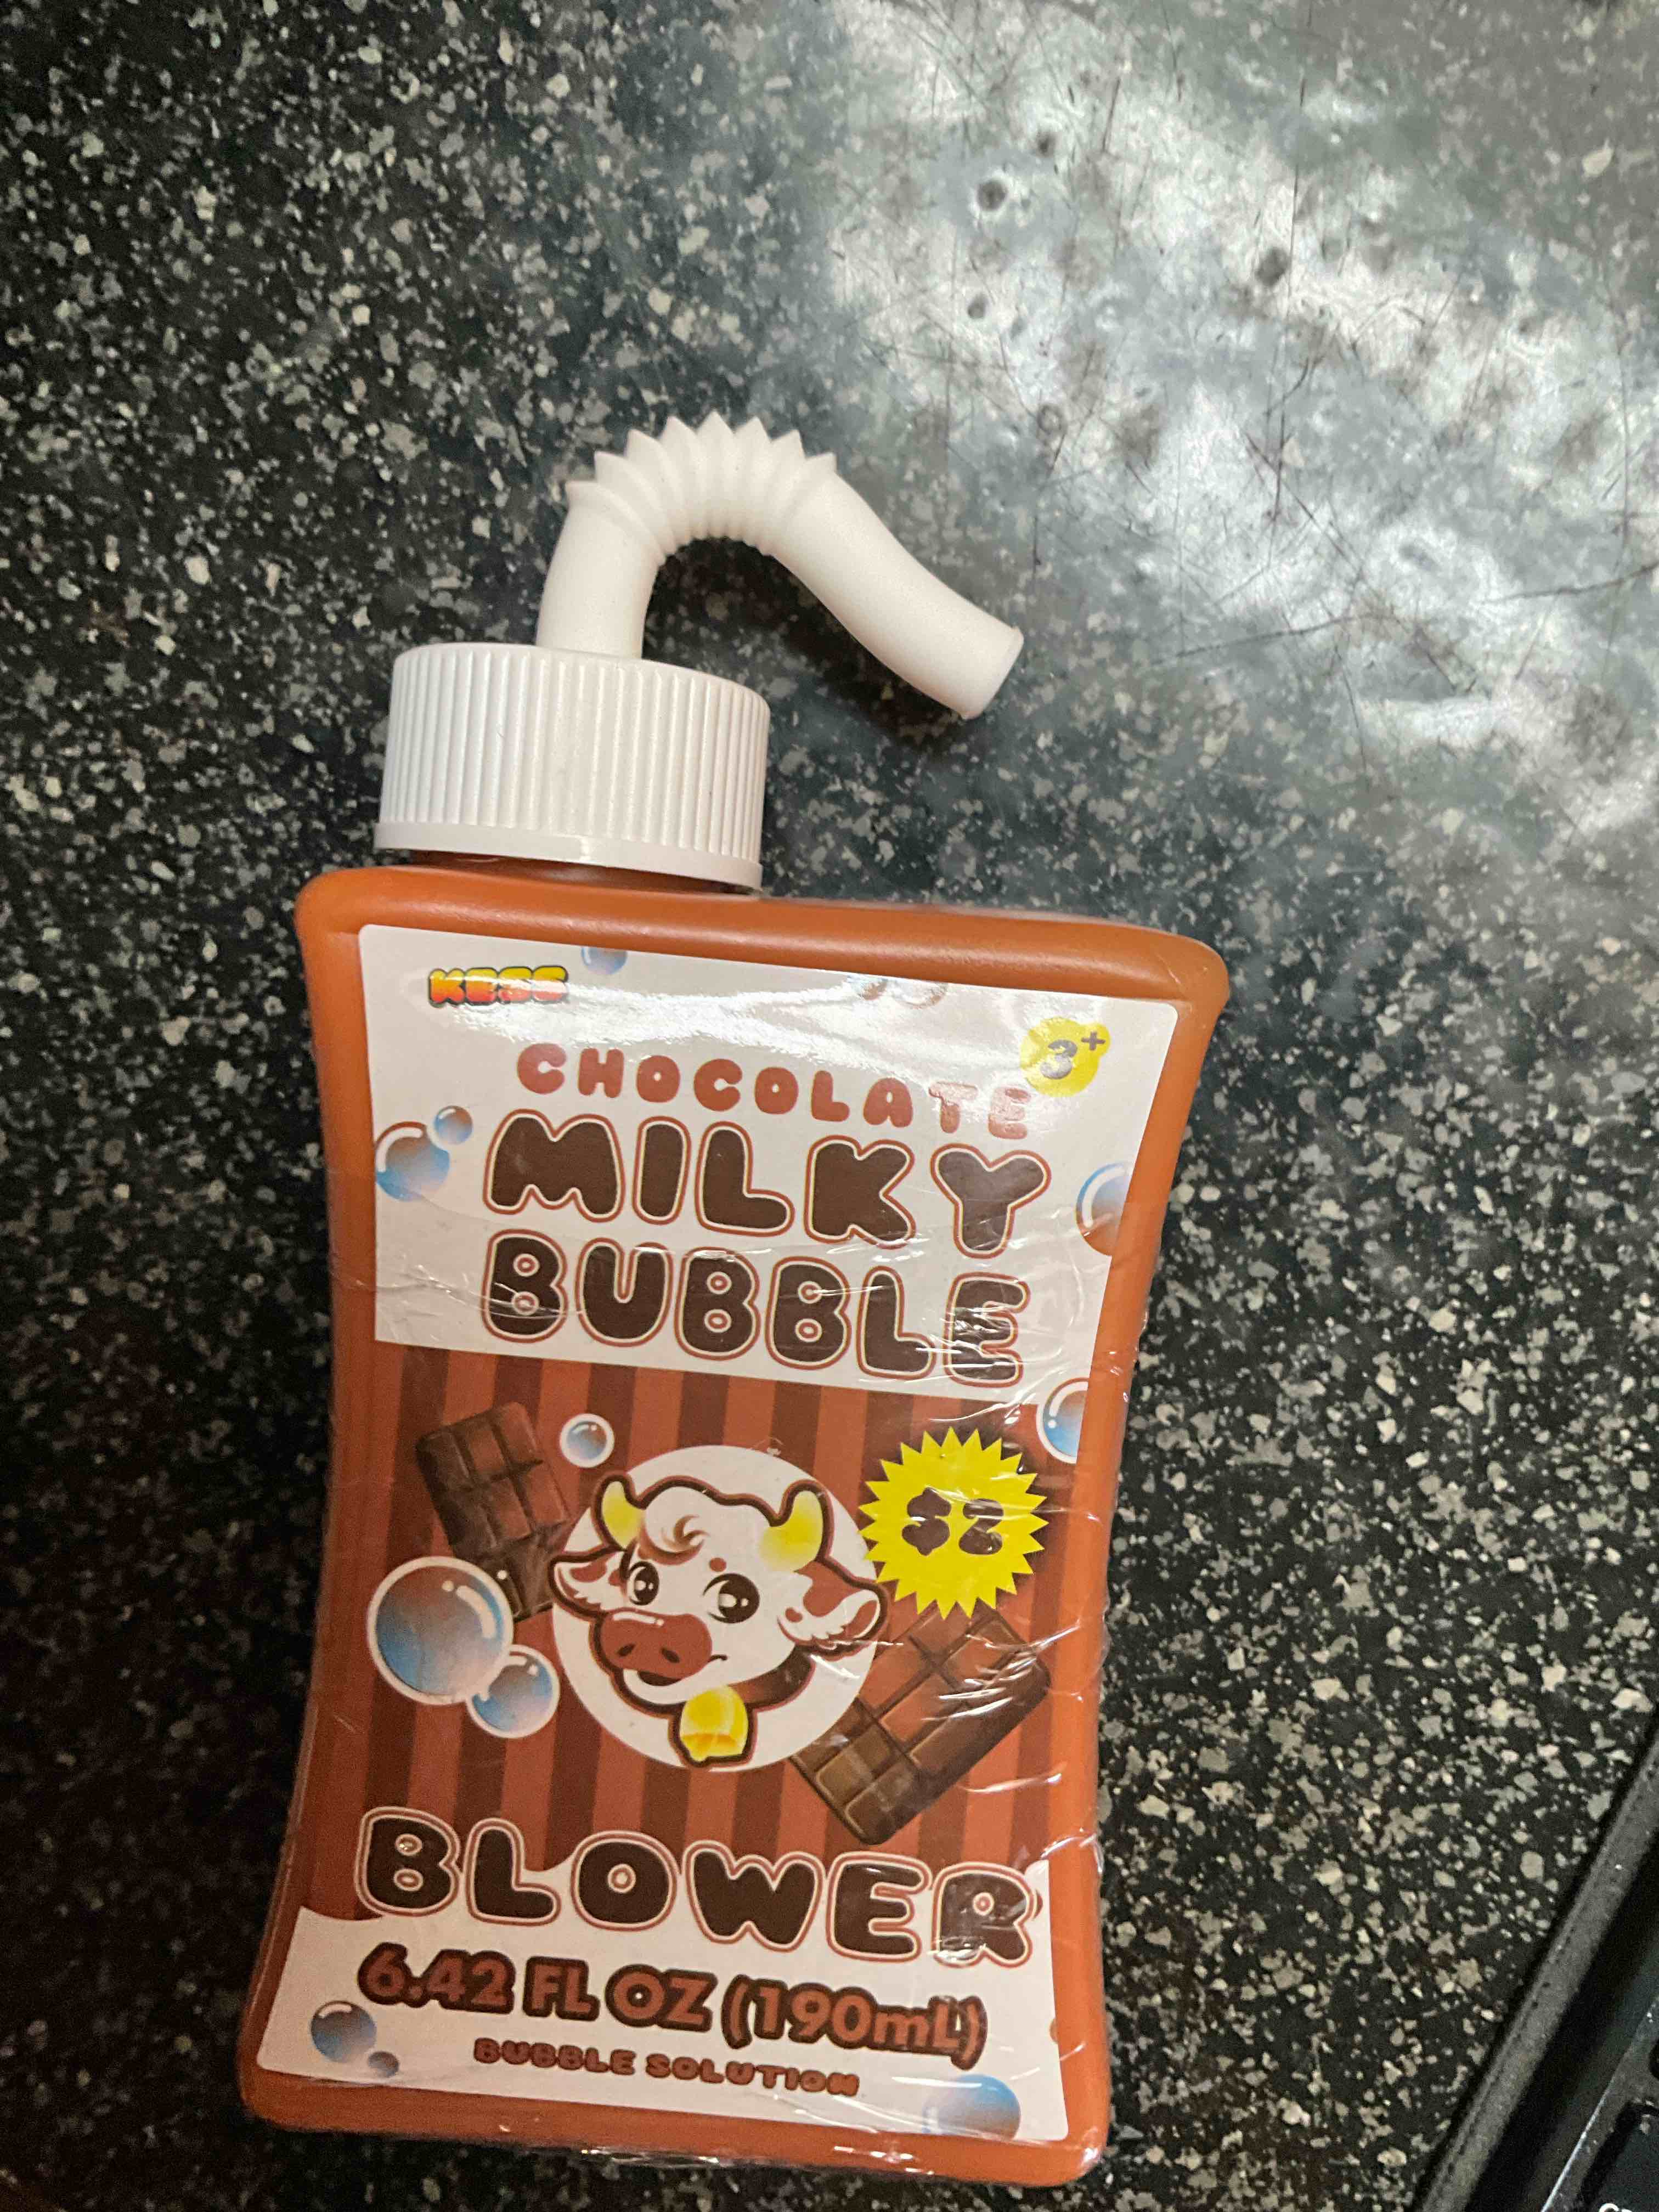 KESS
3+
CHOCOLATE
MILKY
BUBBLE
$2
BLOWER
6.42 FL OZ (190mL)
BUBBLE SOLUTION